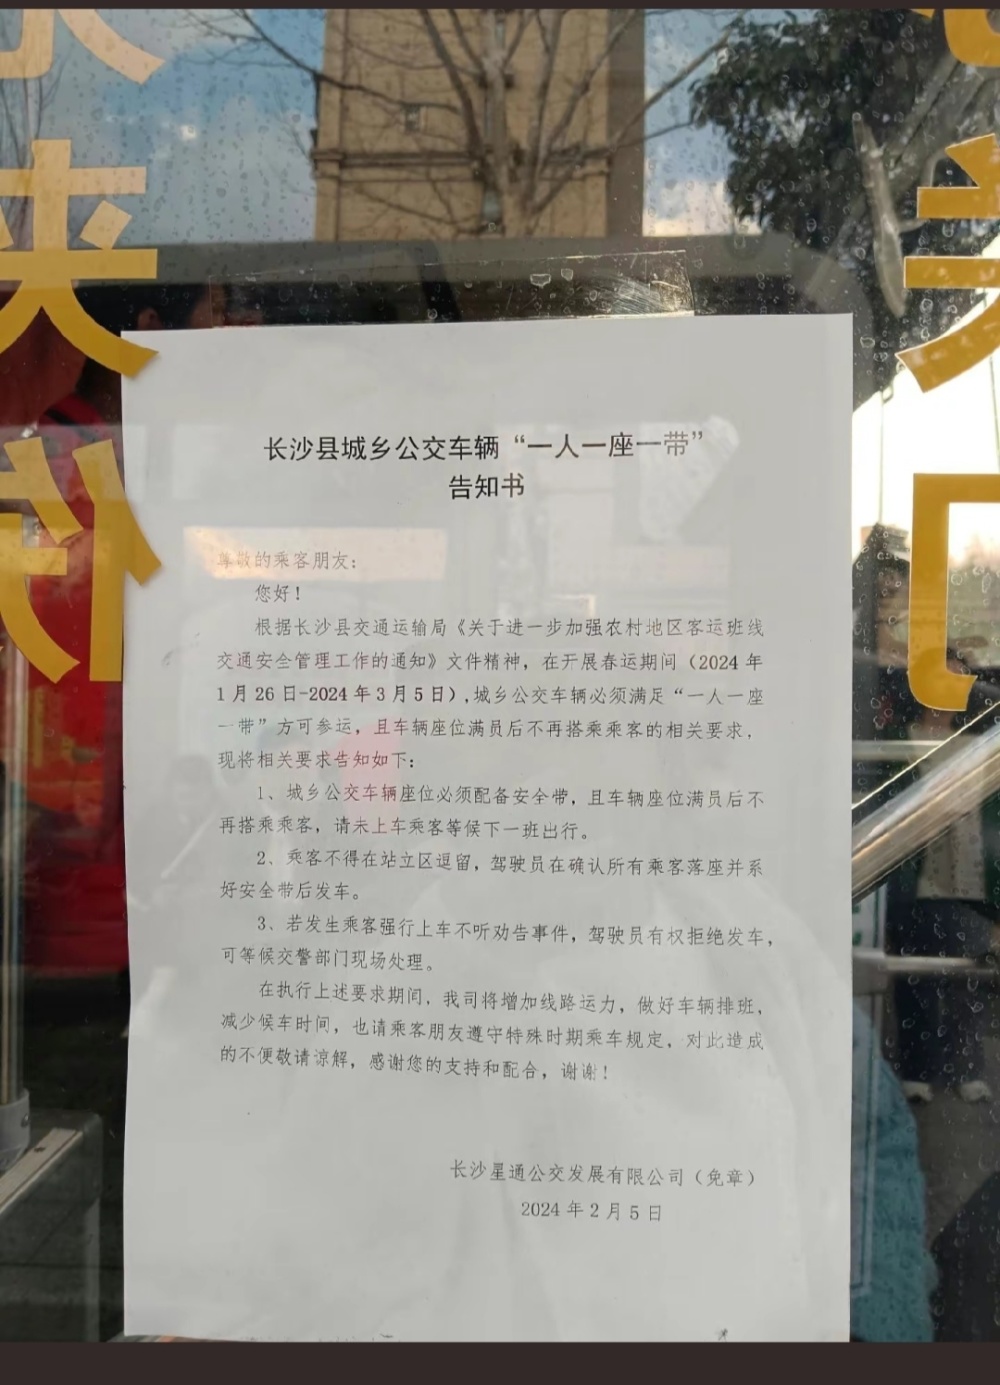 夹
关
你
门
长沙县城乡公交车辆“一人一座一带”
告知书
尊敬的乘客朋友：
您好！
根据长沙县交通运输局《关于进一步加强农村地区客运班线
交通安全管理工作的通知》文件精神，在开展春运期间（2024 年
1 月 26 日-2024 年 3 月 5 日），城乡公交车辆必须满足“一人一座
一带”方可参运，且车辆座位满员后不再搭乘乘客的相关要求，
现将相关要求告知如下：
1、城乡公交车辆座位必须配备安全带，且车辆座位满员后不
再搭乘乘客，请未上车乘客等候下一班出行。
2、乘客不得在站立区逗留，驾驶员在确认所有乘客落座并系
好安全带后发车。
3、若发生乘客强行上车不听劝告事件，驾驶员有权拒绝发车，
可等候交警部门现场处理。
在执行上述要求期间，我司将增加线路运力，做好车辆排班，
减少候车时间，也请乘客朋友遵守特殊时期乘车规定，对此造成
的不便敬请谅解，感谢您的支持和配合，谢谢！
长沙星通公交发展有限公司（免章）
2024 年 2 月 5 日